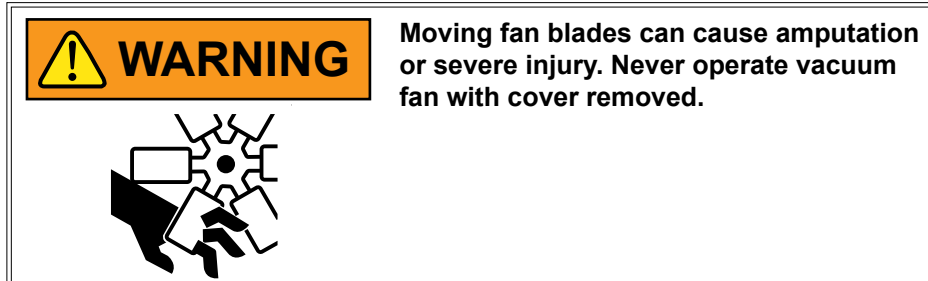 WARNING
Moving fan blades can cause amputation
or severe injury. Never operate vacuum
fan with cover removed.